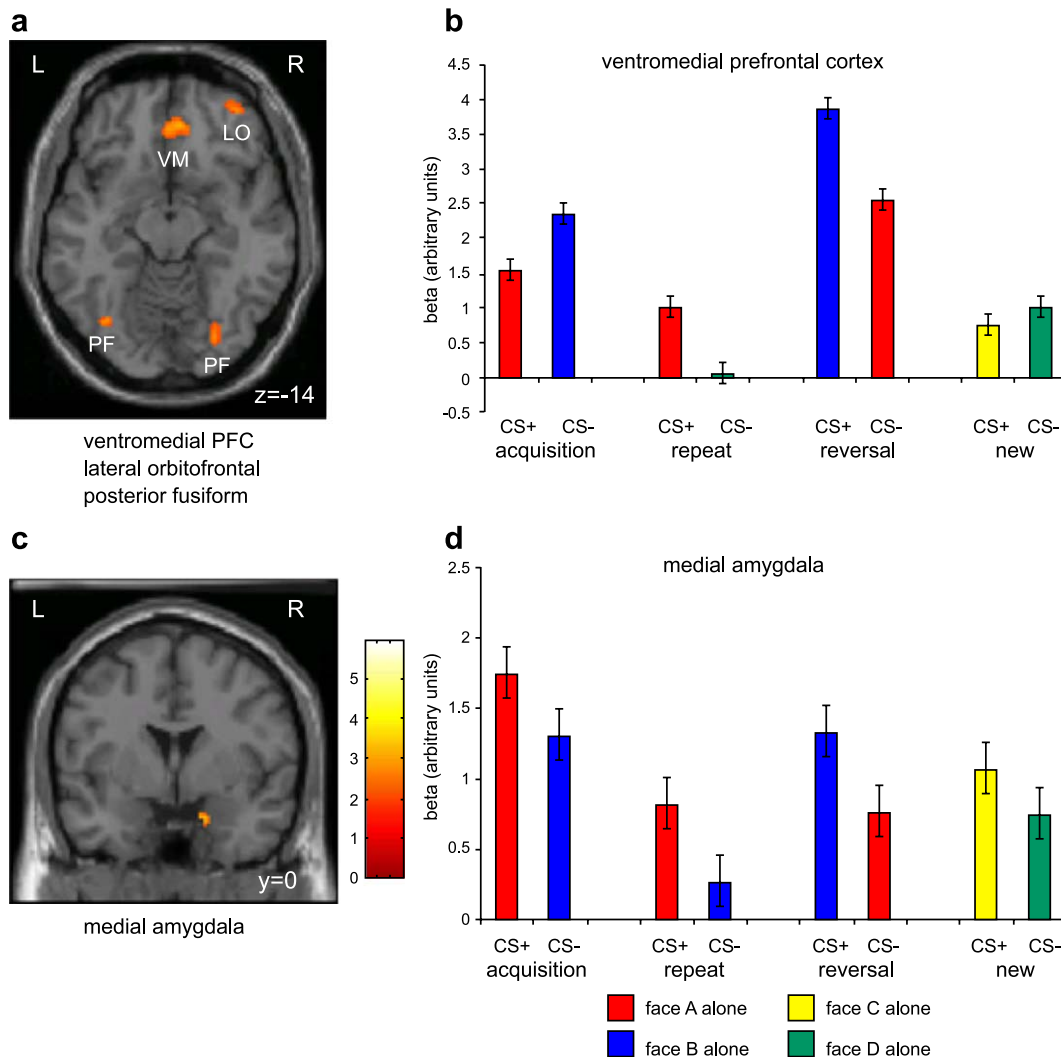 a
L
R
LO
VM
PF
PF
z=-14
ventromedial PFC
lateral orbitofrontal
posterior fusiform
b
ventromedial prefrontal cortex
beta (arbitrary units)
4.5
4
3.5
3
2.5
2
1.5
1
0.5
0
-0.5
CS+ CS- CS+ CS- CS+ CS- CS+ CS-
acquisition repeat reversal new
c
L
R
y=0
5
4
3
2
1
0
medial amygdala
d
medial amygdala
beta (arbitrary units)
2.5
2
1.5
1
0.5
0
CS+ CS- CS+ CS- CS+ CS- CS+ CS-
acquisition repeat reversal new
face A alone
face C alone
face B alone
face D alone